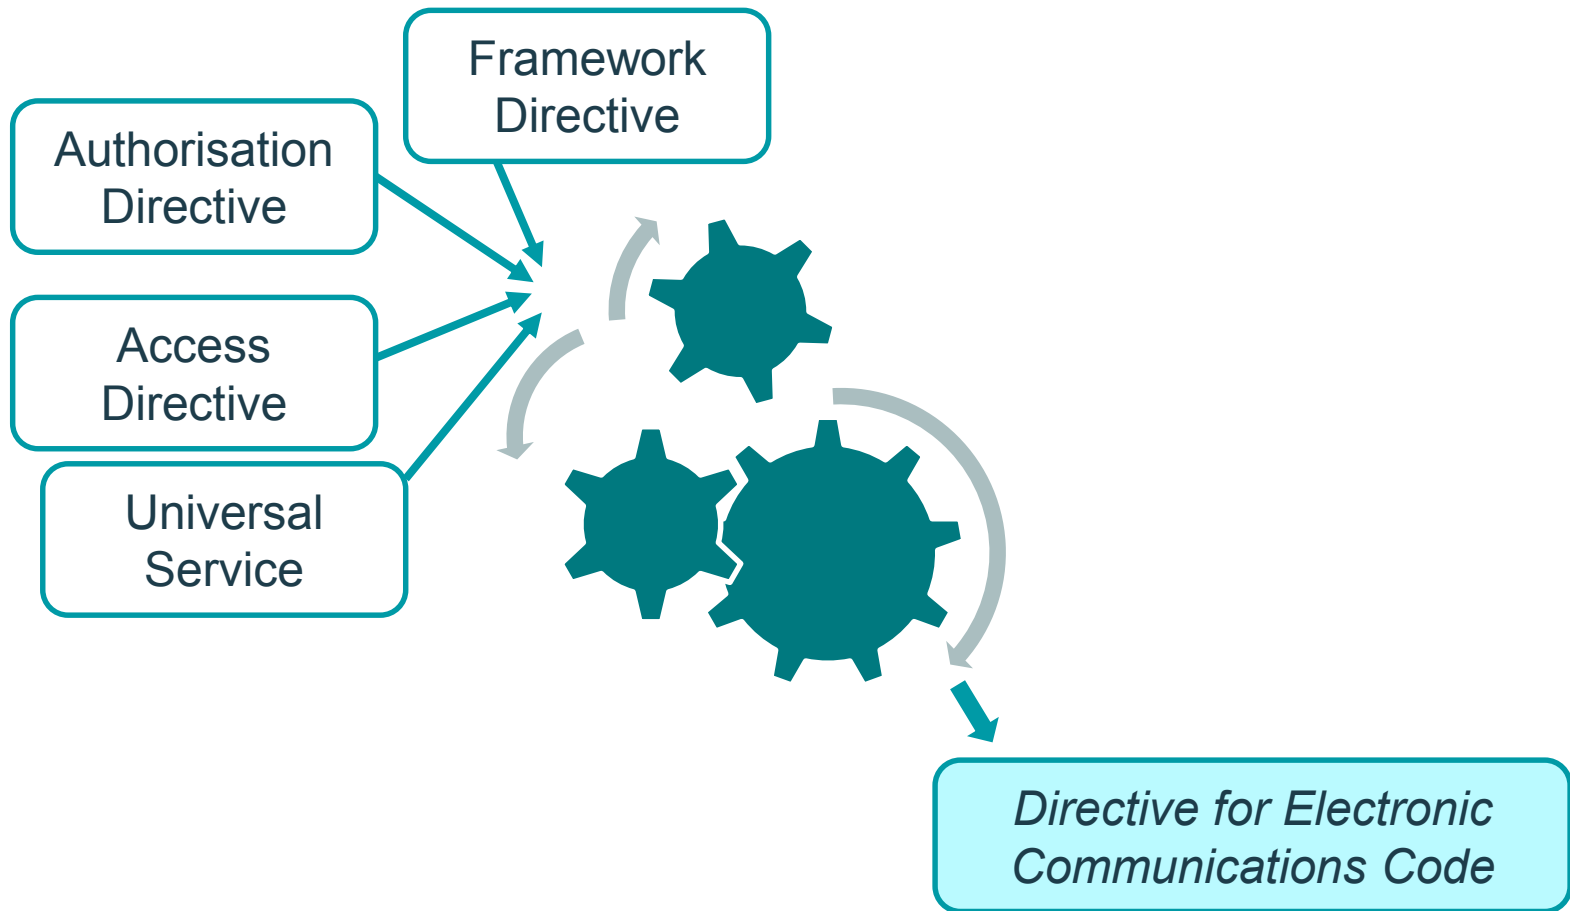 Framework
Directive
Authorisation
Directive
Access
Directive
Universal
Service
Directive for Electronic
Communications Code